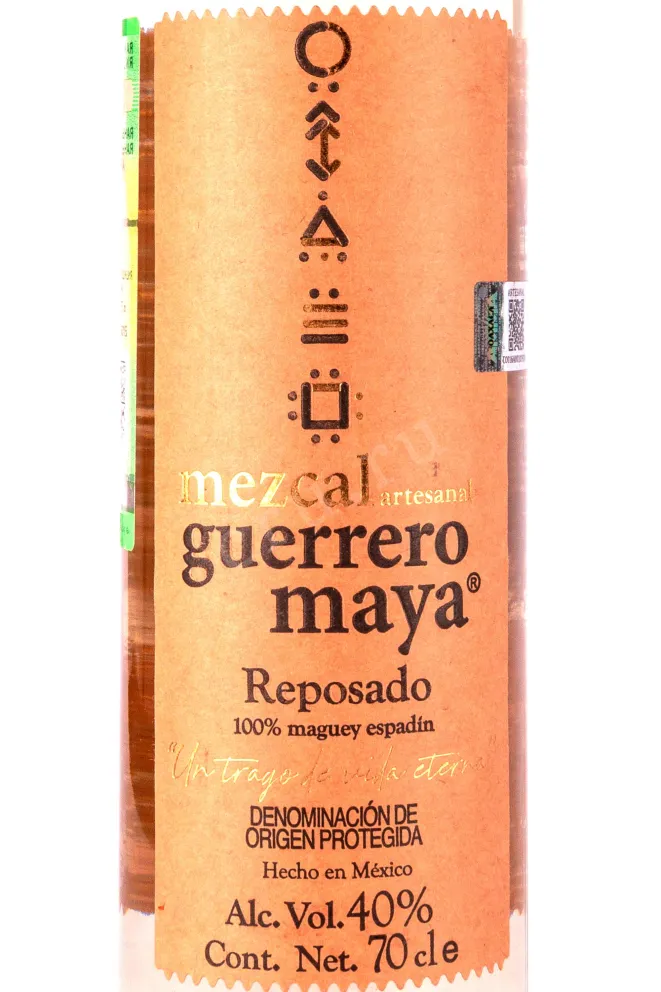 mezcal artesanal
guerrero
maya®
Reposado
100% maguey espadín
"Un trago de vida eterna"
DENOMINACIÓN DE
ORIGEN PROTEGIDA
Hecho en México
Alc. Vol. 40%
Cont. Net. 70 cl e